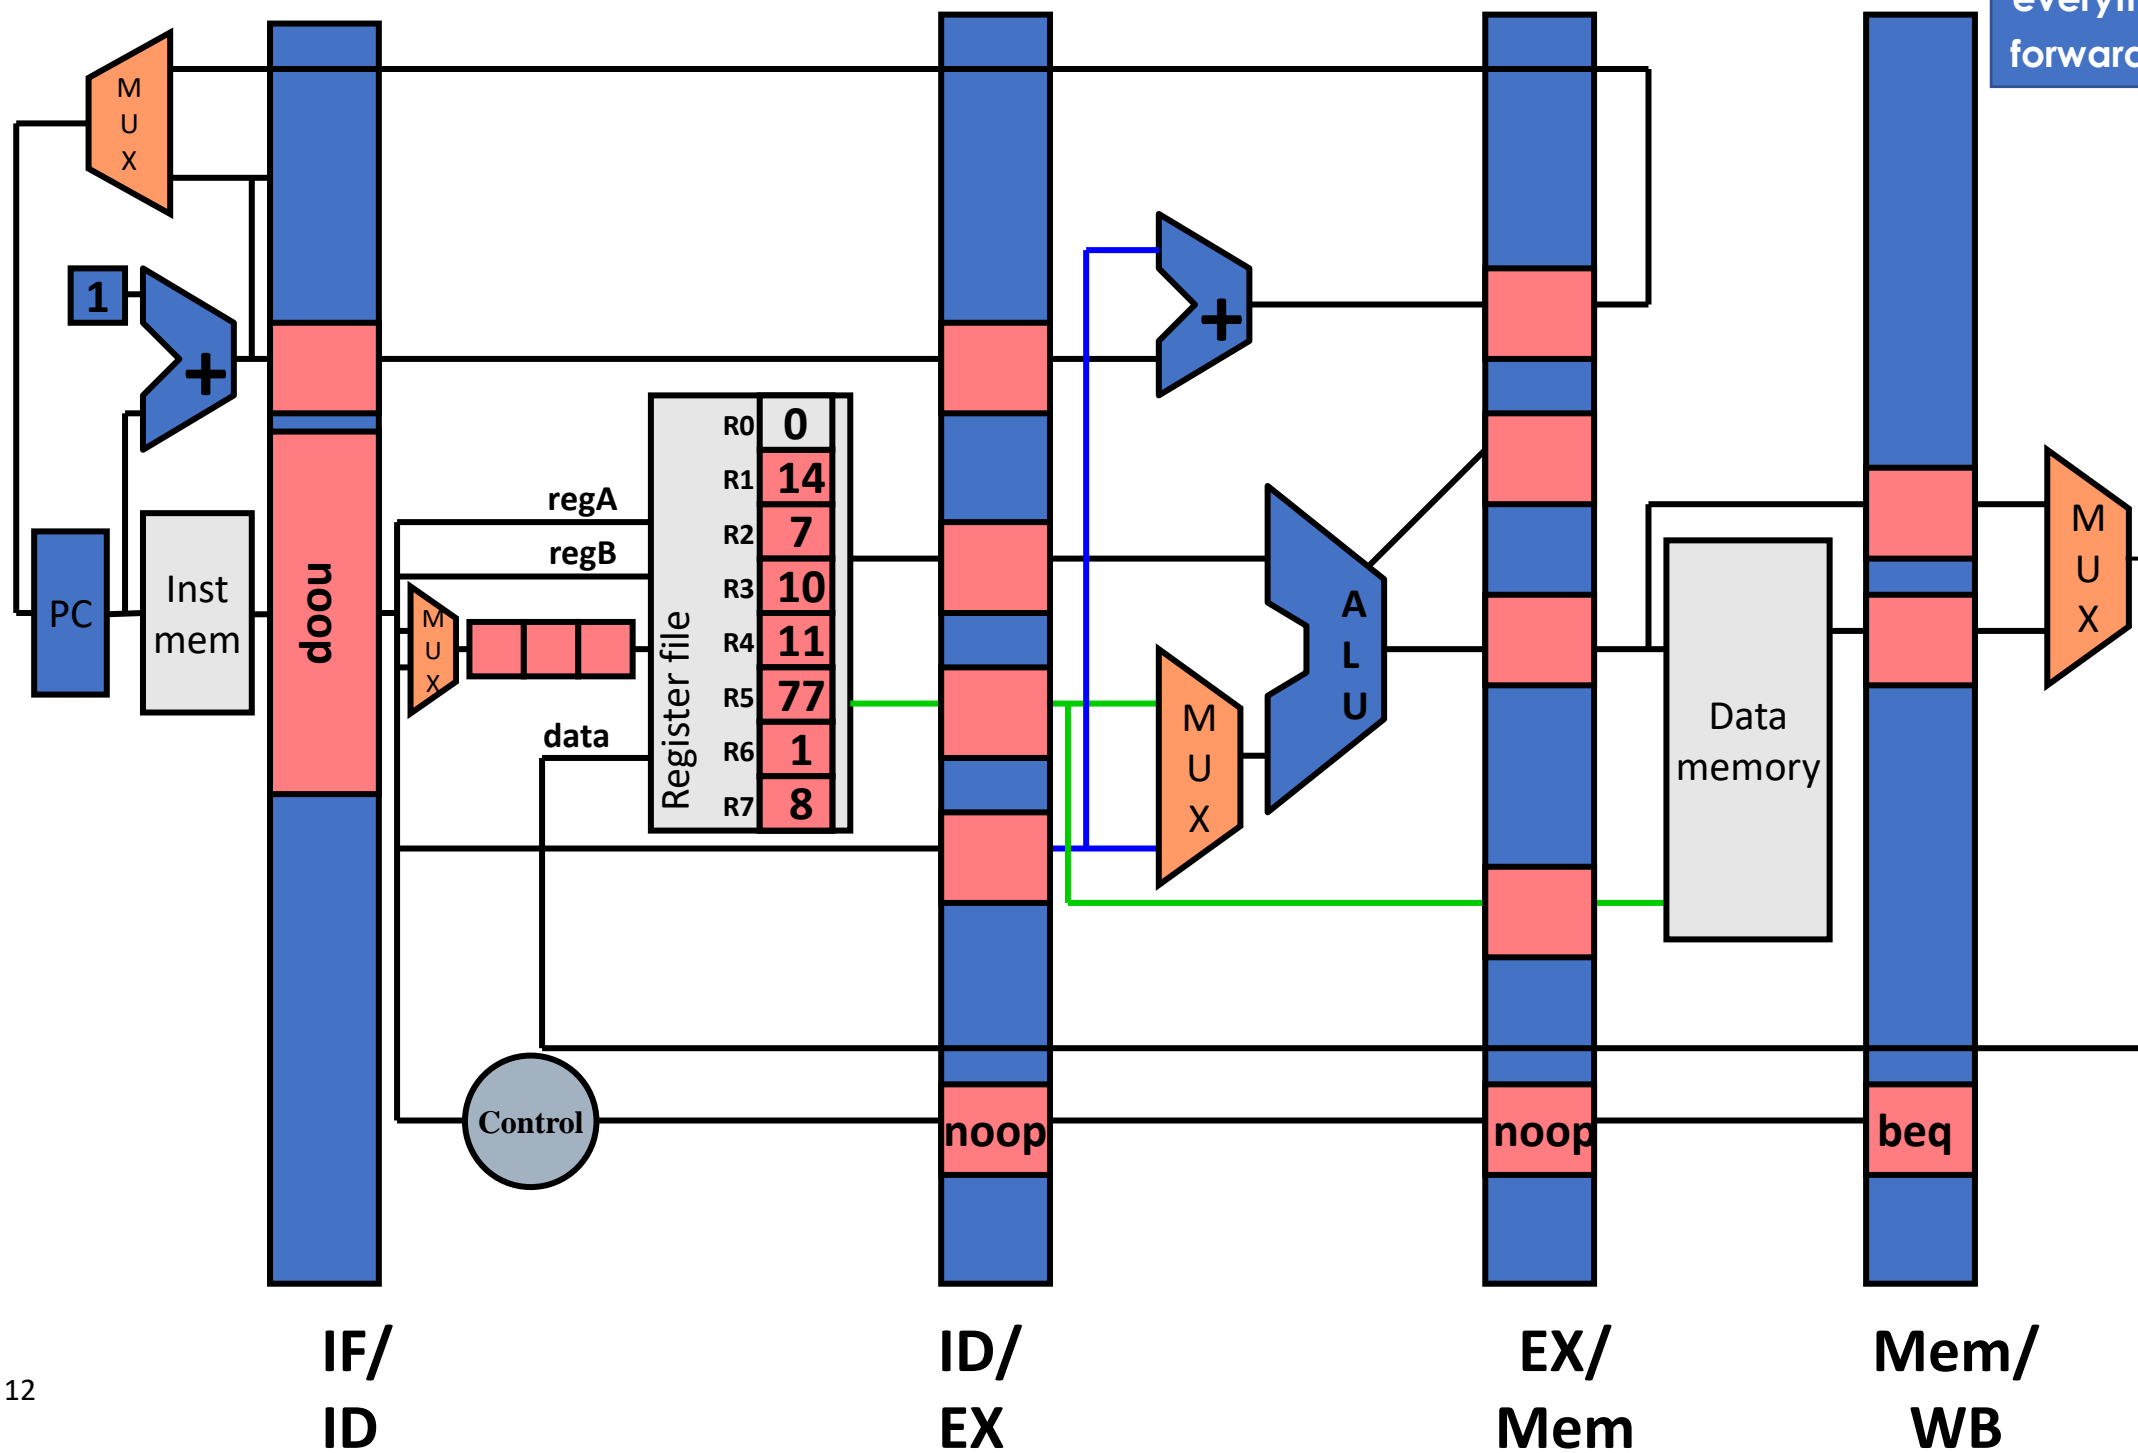 forward
M
U
X
1
+
+
R0 0
R1 14
R2 7
R3 10
R4 11
R5 77
R6 1
R7 8
Register file
regA
regB
data
PC
Inst
mem
noop
M
U
X
M
U
X
A
L
U
Data
memory
M
U
X
Control
noop
noop
beq
IF/
ID
ID/
EX
EX/
Mem
Mem/
WB
12